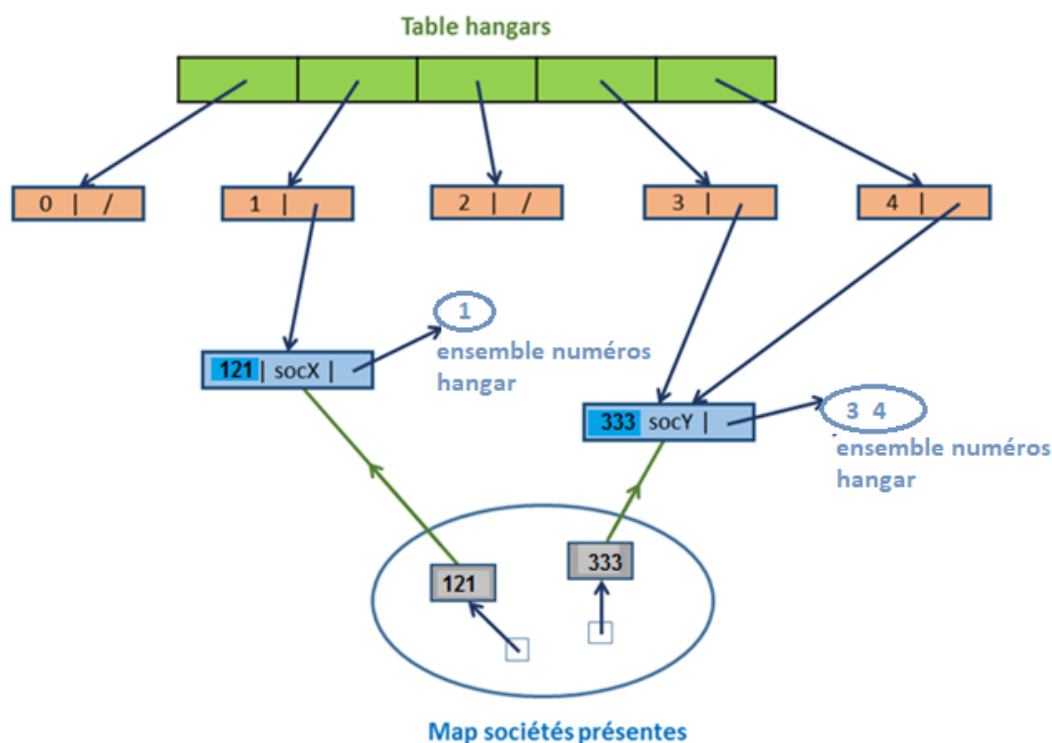 Table hangars
0 | /
1 |
2 | /
3 |
4 |
1
ensemble numéros
hangar
121 | socX |
333 socY |
3 4
ensemble numéros
hangar
121
333
Map sociétés présentes